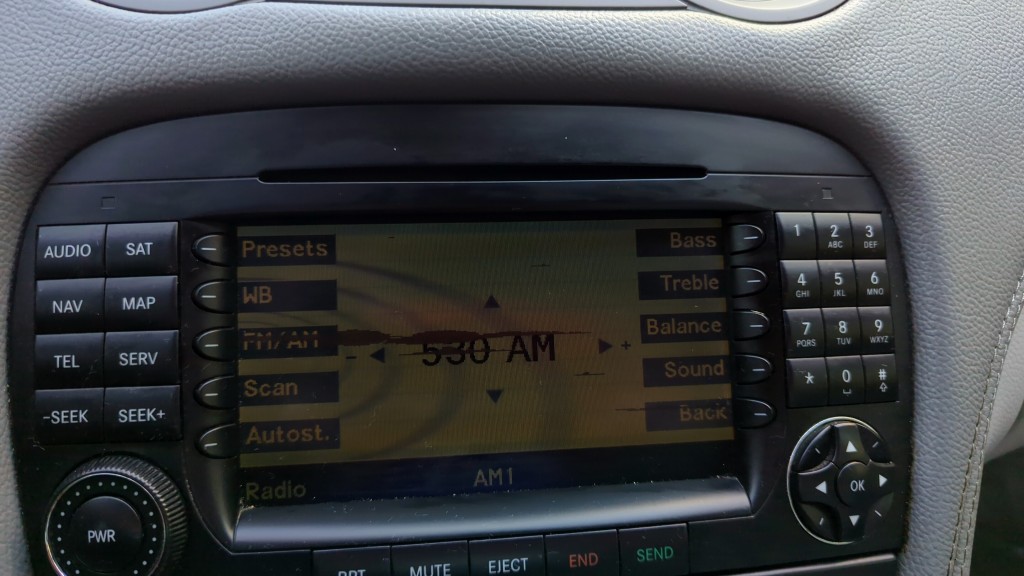 AUDIO SAT
NAV MAP
TEL SERV
-SEEK SEEK+
PWR
Presets
WB
FM/AM
Scan
Autost.
Radio
- 530 AM +
AM1
Bass
Treble
Balance
Sound
Back
1 2 ABC 3 DEF
4 GHI 5 JKL 6 MNO
7 PQRS 8 TUV 9 WXYZ
* 0 #
OK
RPT MUTE EJECT END SEND